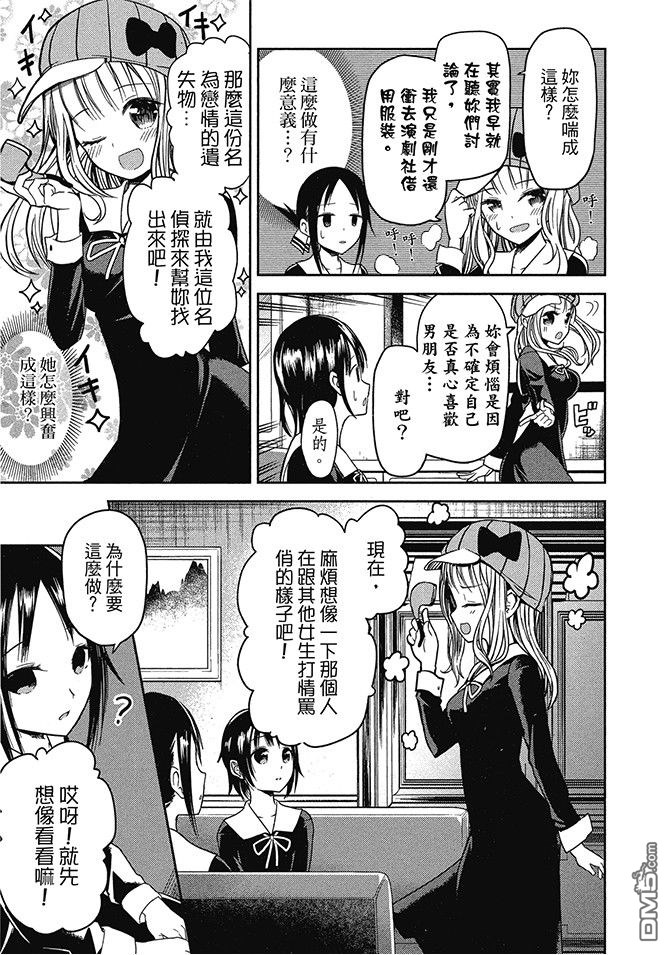 妳怎麼喘成
這樣？
其實我早就
在聽妳們討
論了，
我只是剛才還
衝去演劇社借
用服裝。
呼！
呼！
呼！
這麼做有什
麼意義…？
那麼這份名
為戀情的遺
失物…
就由我這位名
偵探來幫妳找
出來吧！
イキ
イキ
她怎麼興奮
成這樣？
妳會煩惱是因
為不確定自己
是否真心喜歡
男朋友…
對吧？
ビッ
是的。
現在，
麻煩想像一下那個人
在跟其他女生打情罵
俏的樣子吧！
為什麼要
這麼做？
？
哎呀！就先
想像看看嘛！
DM5.com